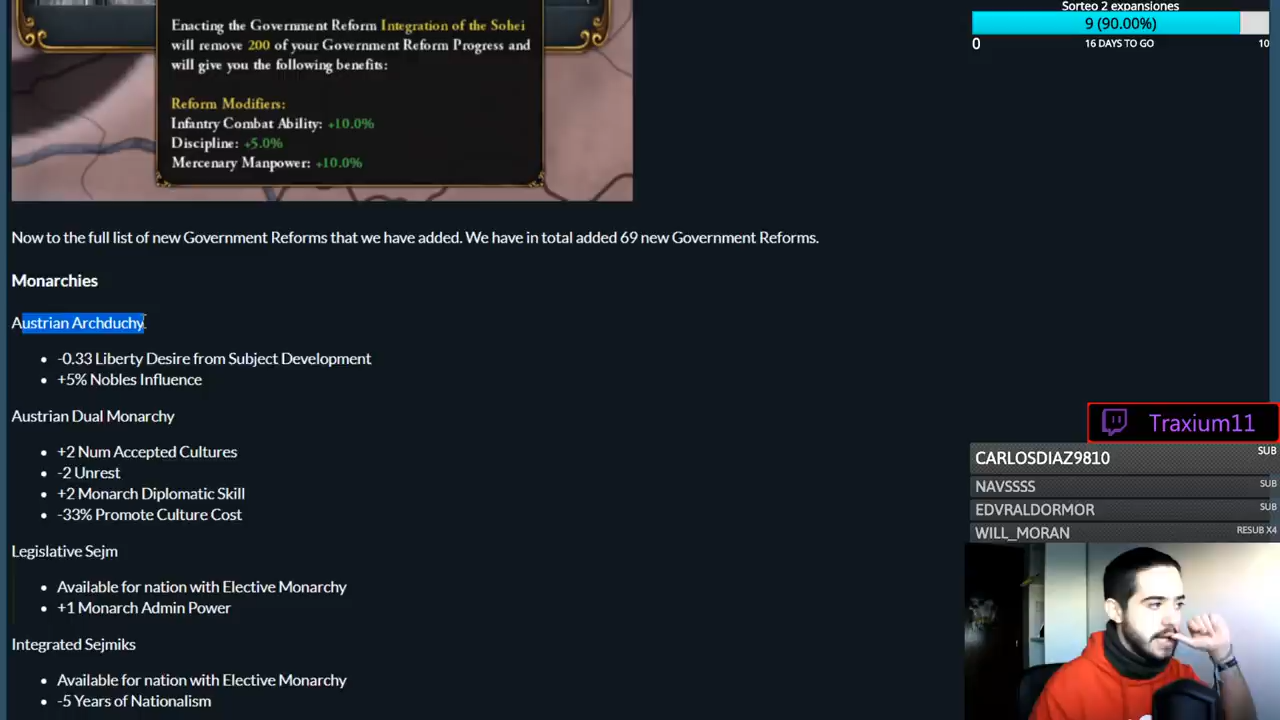 Enacting the Government Reform Integration of the Sohei
will remove 200 of your Government Reform Progress and
will give you the following benefits:
Reform Modifiers:
Infantry Combat Ability: +10.0%
Discipline: +5.0%
Mercenary Manpower: +10.0%
Now to the full list of new Government Reforms that we have added. We have in total added 69 new Government Reforms.
Monarchies
Austrian Archduchy
-0.33 Liberty Desire from Subject Development
+5% Nobles Influence
Austrian Dual Monarchy
+2 Num Accepted Cultures
-2 Unrest
+2 Monarch Diplomatic Skill
-33% Promote Culture Cost
Legislative Sejm
Available for nation with Elective Monarchy
+1 Monarch Admin Power
Integrated Sejmiks
Available for nation with Elective Monarchy
-5 Years of Nationalism
Sorteo 2 expansiones
9 (90.00%)
0 16 DAYS TO GO 10
Traxium11
CARLOSDIAZ9810 SUB
NAVSSSS SUB
EDVRALDORMOR SUB
WILL_MORAN RESUB X4